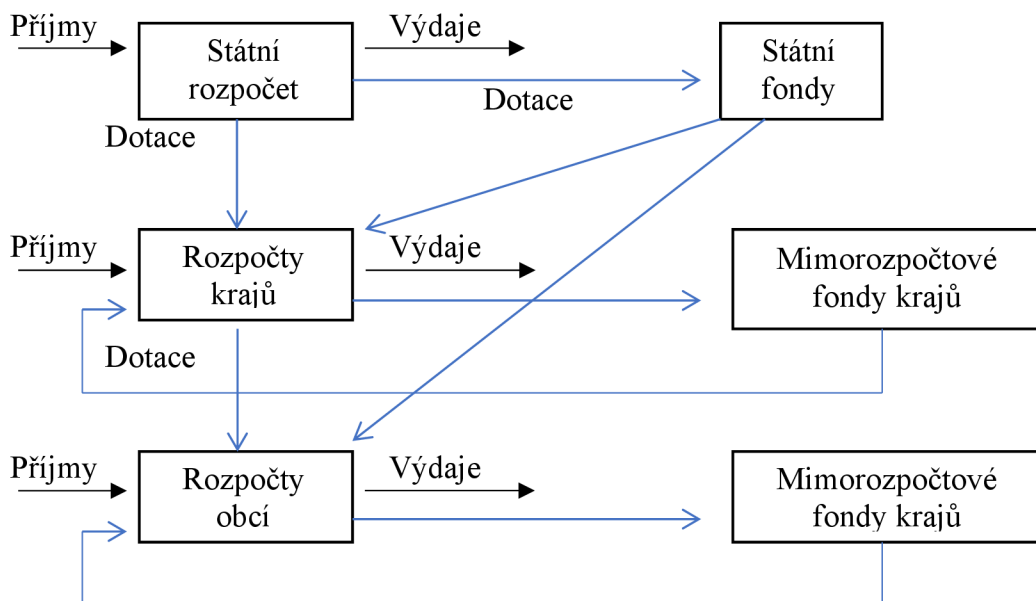 Příjmy
Státní
rozpočet
Výdaje
Dotace
Státní
fondy
Dotace
Příjmy
Rozpočty
krajů
Výdaje
Mimorozpočtové
fondy krajů
Dotace
Příjmy
Rozpočty
obcí
Výdaje
Mimorozpočtové
fondy krajů